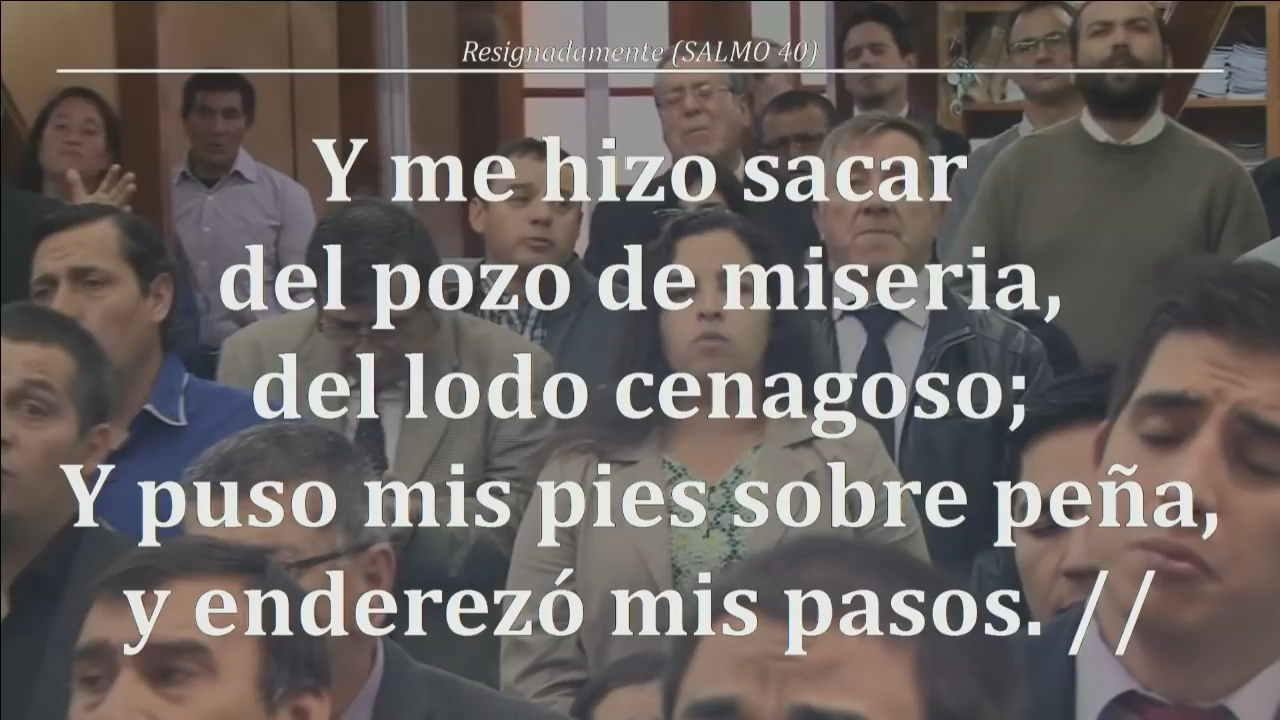 Resignadamente (SALMO 40)
Y me hizo sacar
del pozo de miseria,
del lodo cenagoso;
Y puso mis pies sobre peña,
y enderezó mis pasos. //